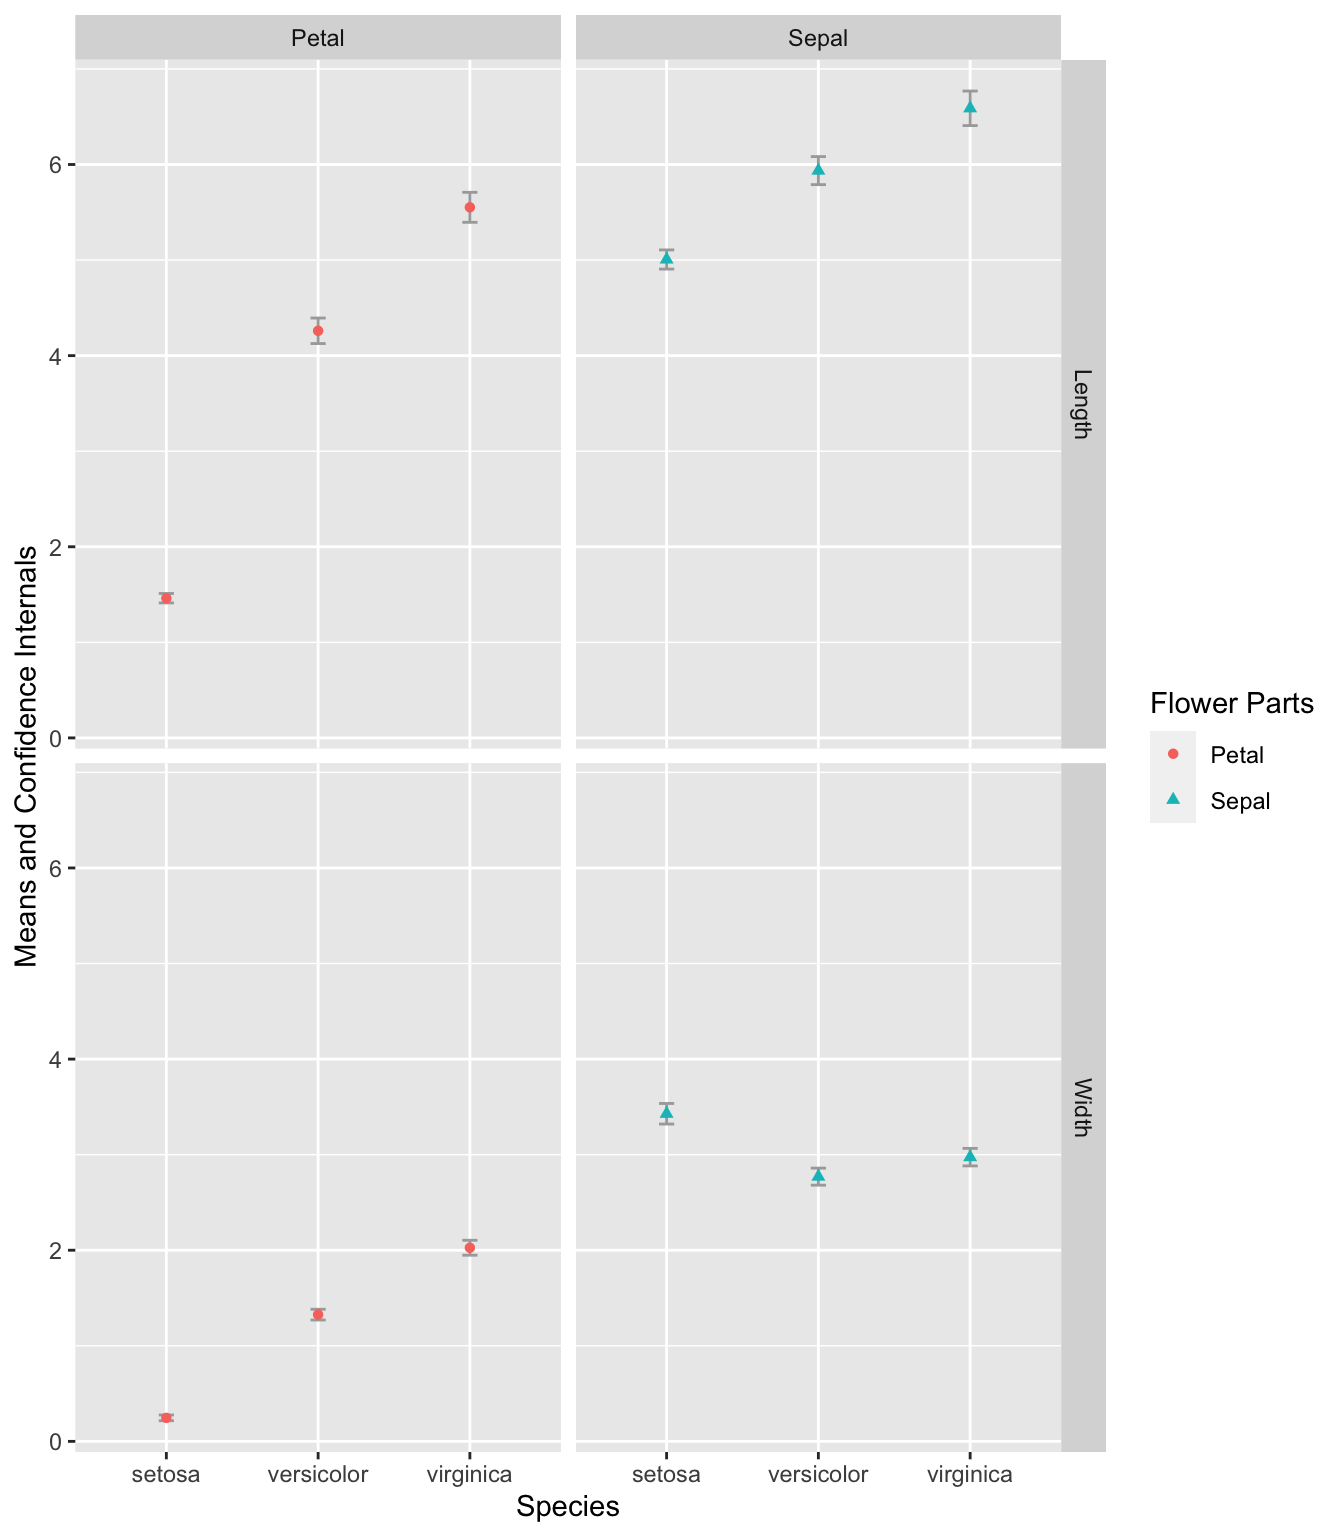 Petal
Sepal
6
4
2
0
Length
6
4
2
0
Width
Means and Confidence Internals
setosa
versicolor
virginica
setosa
versicolor
virginica
Species
Flower Parts
Petal
Sepal